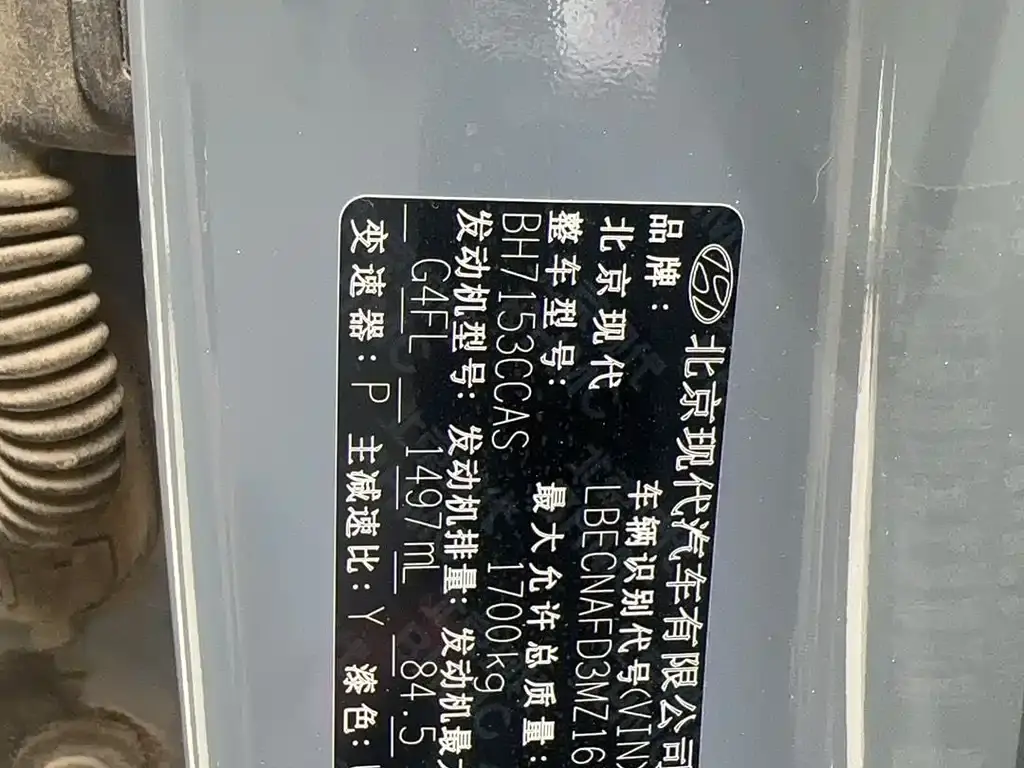 北京现代汽车有限公司
品牌: 车辆识别代号(VIN)
北京现代 LBECNAFD3MZ16
整车型号: 最大允许总质量:
BH7153CCAS 1700kg
发动机型号: 发动机排量: 发动机最
G4FL 1497mL 84.5
变速器: P 主减速比: Y 漆色: